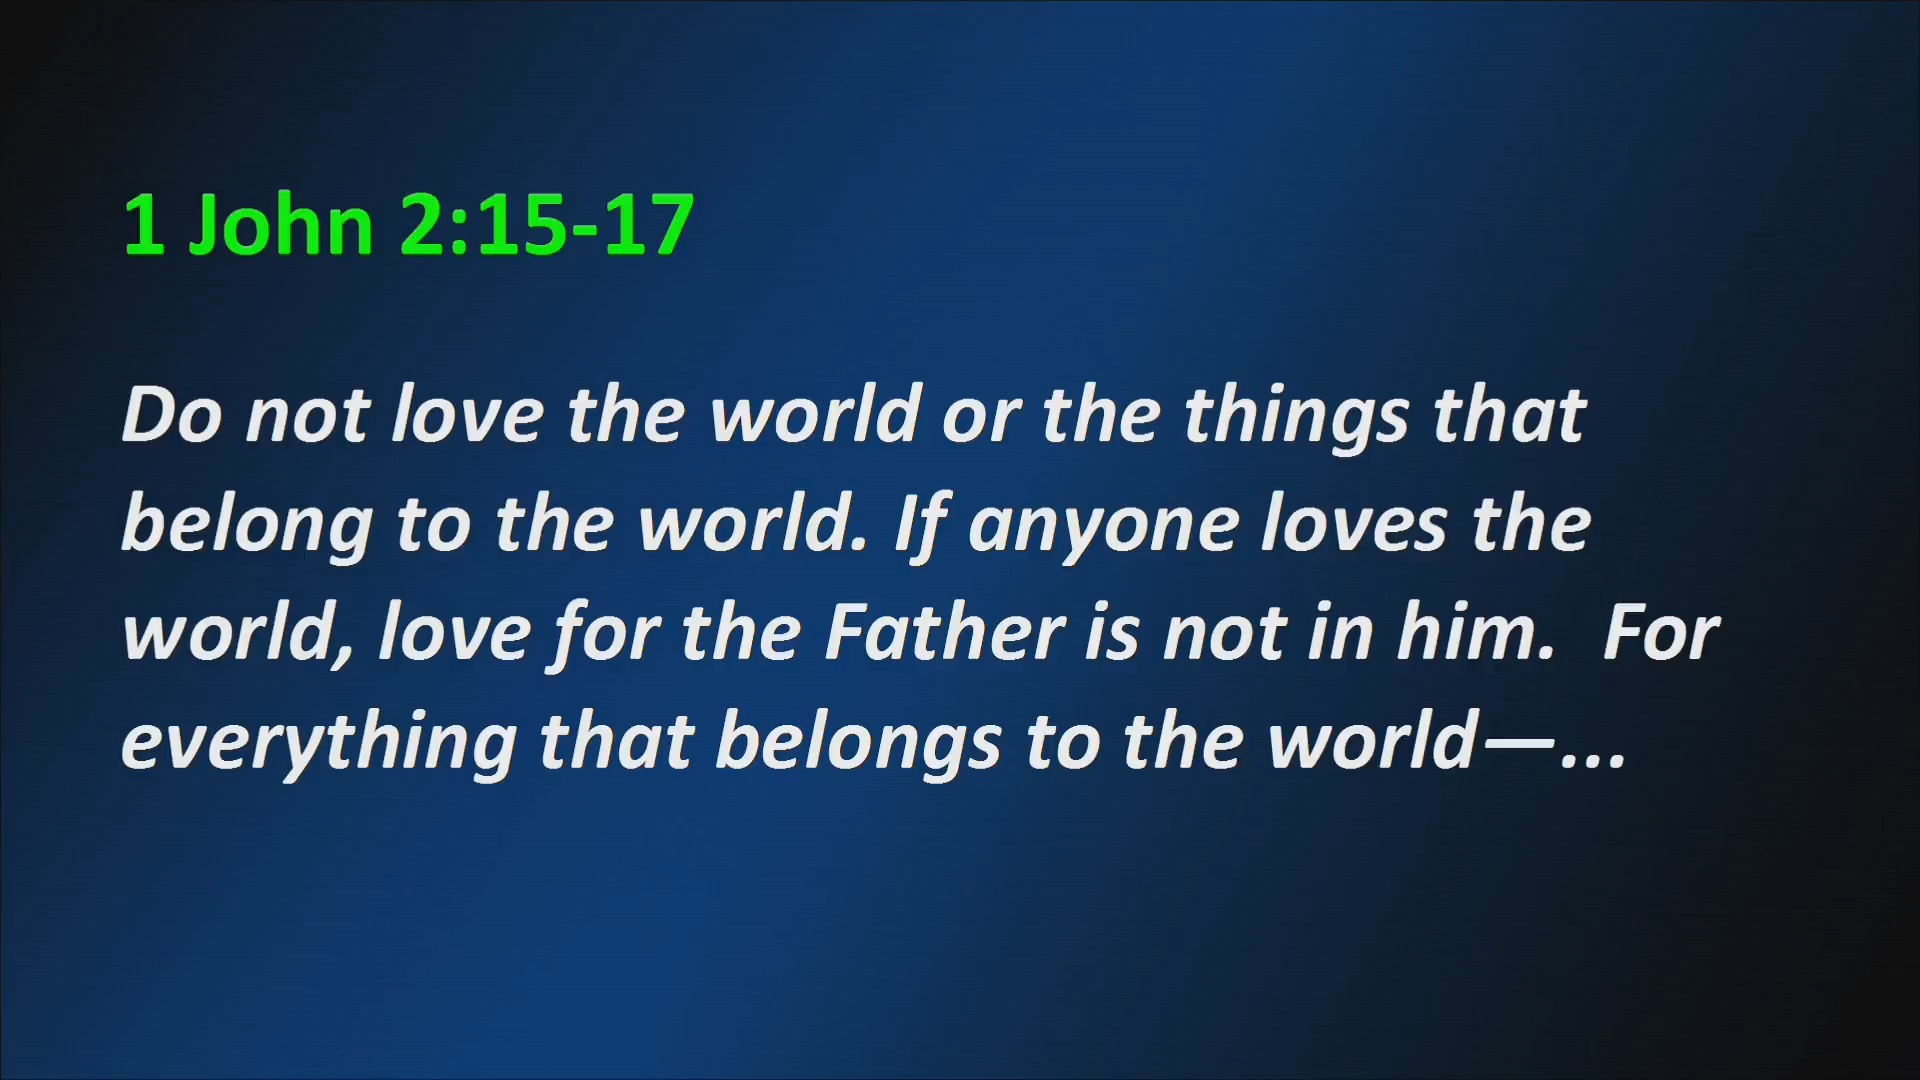 1 John 2:15-17
Do not love the world or the things that
belong to the world. If anyone loves the
world, love for the Father is not in him.  For
everything that belongs to the world—...